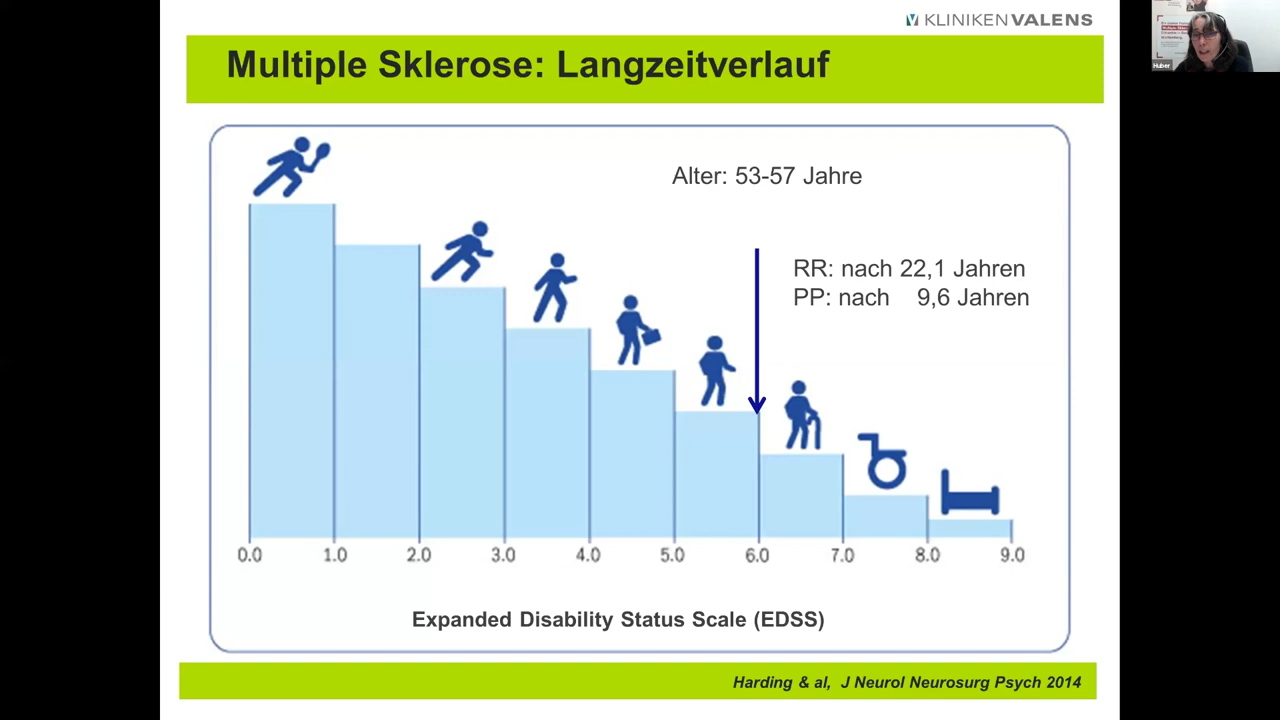 KLINIKEN VALENS
Huber
Multiple Sklerose: Langzeitverlauf
Alter: 53-57 Jahre
RR: nach 22,1 Jahren
PP: nach 9,6 Jahren
0.0 1.0 2.0 3.0 4.0 5.0 6.0 7.0 8.0 9.0
Expanded Disability Status Scale (EDSS)
Harding & al, J Neurol Neurosurg Psych 2014